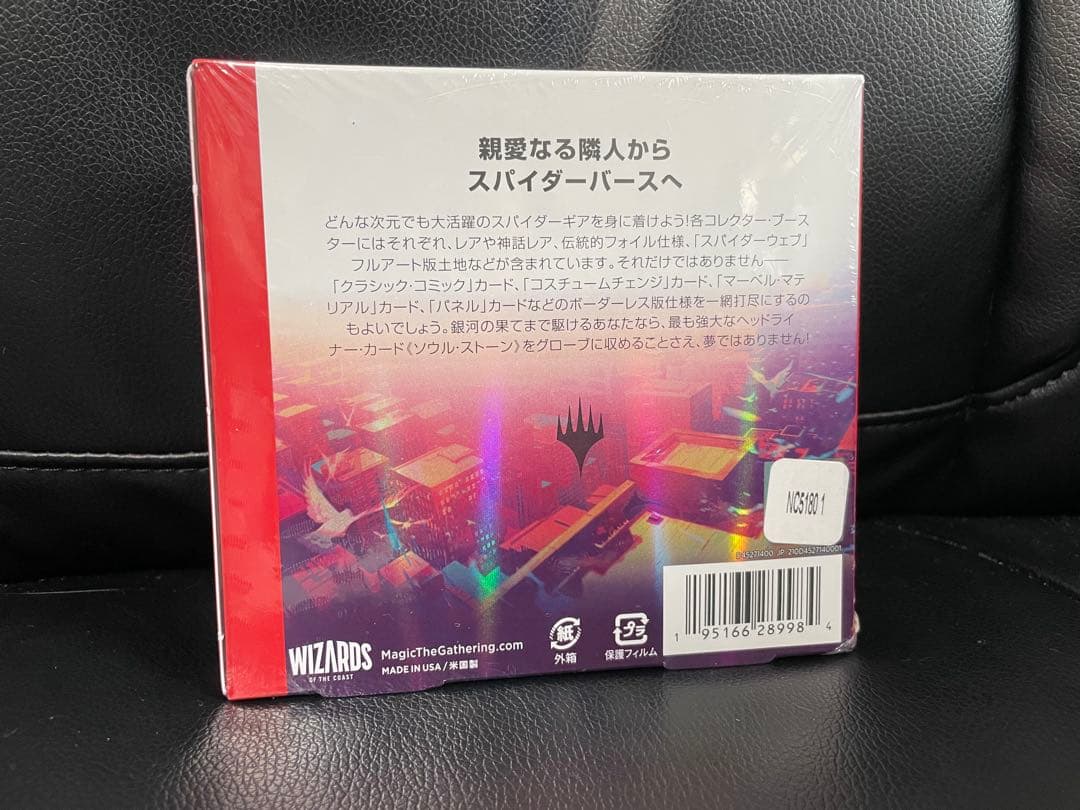 親愛なる隣人から
スパイダーバースへ
どんな次元でも大活躍のスパイダーギアを身に着けよう!各コレクター・ブース
ターにはそれぞれ、レアや神話レア、伝統的フォイル仕様、「スパイダーウェブ」
フルアート版土地などが含まれています。それだけではありません――
「クラシック・コミック」カード、「コスチュームチェンジ」カード、「マーベル・マテ
リアル」カード、「パネル」カードなどのボーダーレス版仕様を一網打尽にするの
もよいでしょう。銀河の果てまで駆けるあなたなら、最も強大なヘッドライ
ナー・カード《ソウル・ストーン》をグローブに収めることさえ、夢ではありません!
NC5180 1
D45271400 JP 210D4527140001
1 95166 28998 4
紙
外箱
プラ
保護フィルム
WIZARDS
OF THE COAST
MagicTheGathering.com
MADE IN USA / 米国製